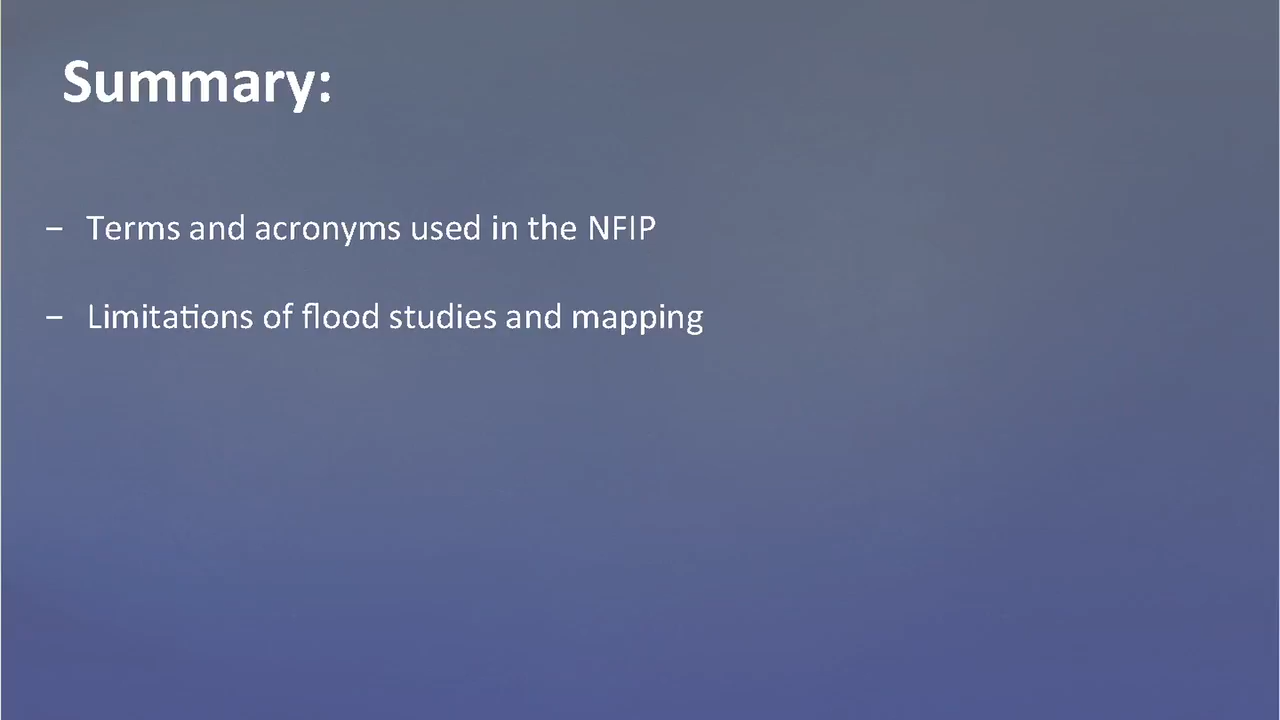 Summary:
– Terms and acronyms used in the NFIP
– Limitations of flood studies and mapping